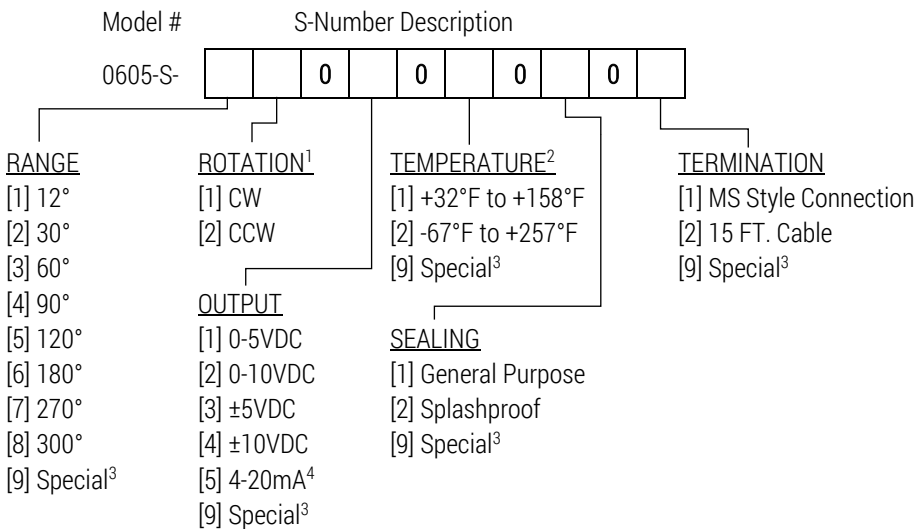 Model # S-Number Description
0605-S- 0 0 0 0
RANGE
[1] 12°
[2] 30°
[3] 60°
[4] 90°
[5] 120°
[6] 180°
[7] 270°
[8] 300°
[9] Special³
ROTATION¹
[1] CW
[2] CCW
OUTPUT
[1] 0-5VDC
[2] 0-10VDC
[3] ±5VDC
[4] ±10VDC
[5] 4-20mA⁴
[9] Special³
TEMPERATURE²
[1] +32°F to +158°F
[2] -67°F to +257°F
[9] Special³
SEALING
[1] General Purpose
[2] Splashproof
[9] Special³
TERMINATION
[1] MS Style Connection
[2] 15 FT. Cable
[9] Special³